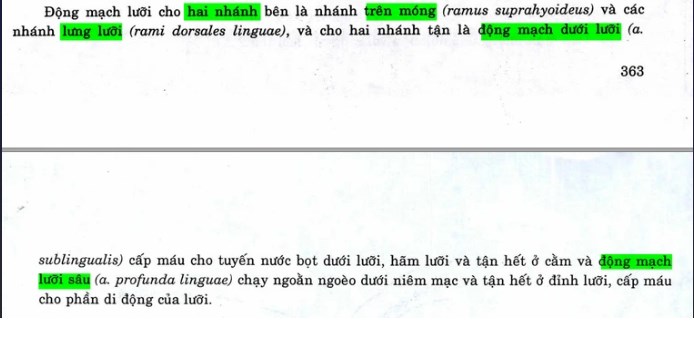 Động mạch lưỡi cho hai nhánh bên là nhánh trên móng (ramus suprahyoideus) và các
nhánh lưng lưỡi (rami dorsales linguae), và cho hai nhánh tận là động mạch dưới lưỡi (a.
363
sublingualis) cấp máu cho tuyến nước bọt dưới lưỡi, hãm lưỡi và tận hết ở cằm và động mạch
lưỡi sâu (a. profunda linguae) chạy ngoằn ngoèo dưới niêm mạc và tận hết ở đỉnh lưỡi, cấp máu
cho phần di động của lưỡi.